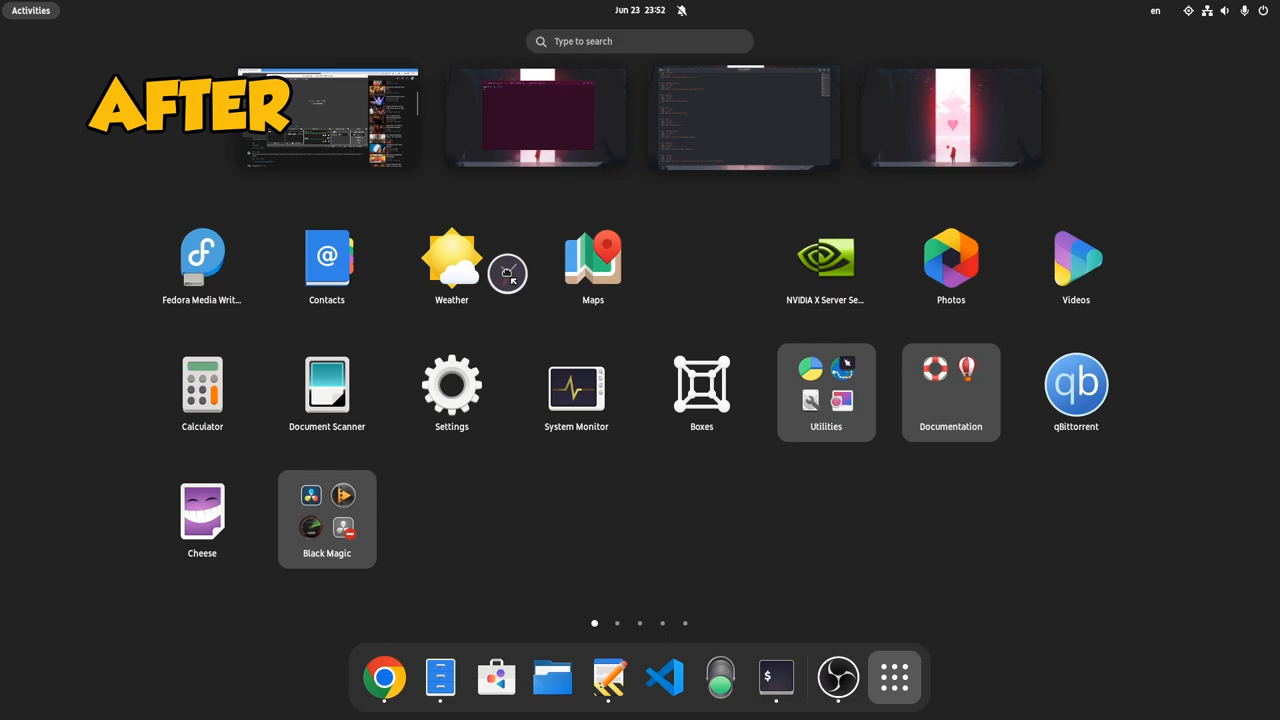 Activities
Jun 23 23:52
en
Type to search
AFTER
Fedora Media Writ...
Contacts
Weather
Maps
NVIDIA X Server Se...
Photos
Videos
@
Calculator
Document Scanner
Settings
System Monitor
Boxes
Utilities
Documentation
qb
qBittorrent
Cheese
Black Magic
$